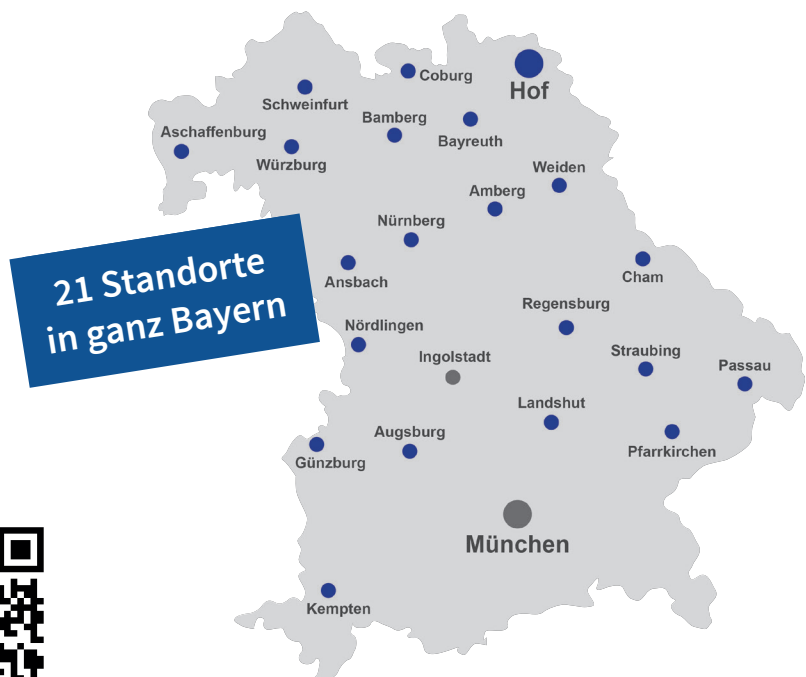 Coburg
Hof
Schweinfurt
Bamberg
Aschaffenburg
Bayreuth
Würzburg
Weiden
Amberg
Nürnberg
21 Standorte
in ganz Bayern
Ansbach
Cham
Regensburg
Nördlingen
Ingolstadt
Straubing
Passau
Landshut
Augsburg
Pfarrkirchen
Günzburg
München
Kempten